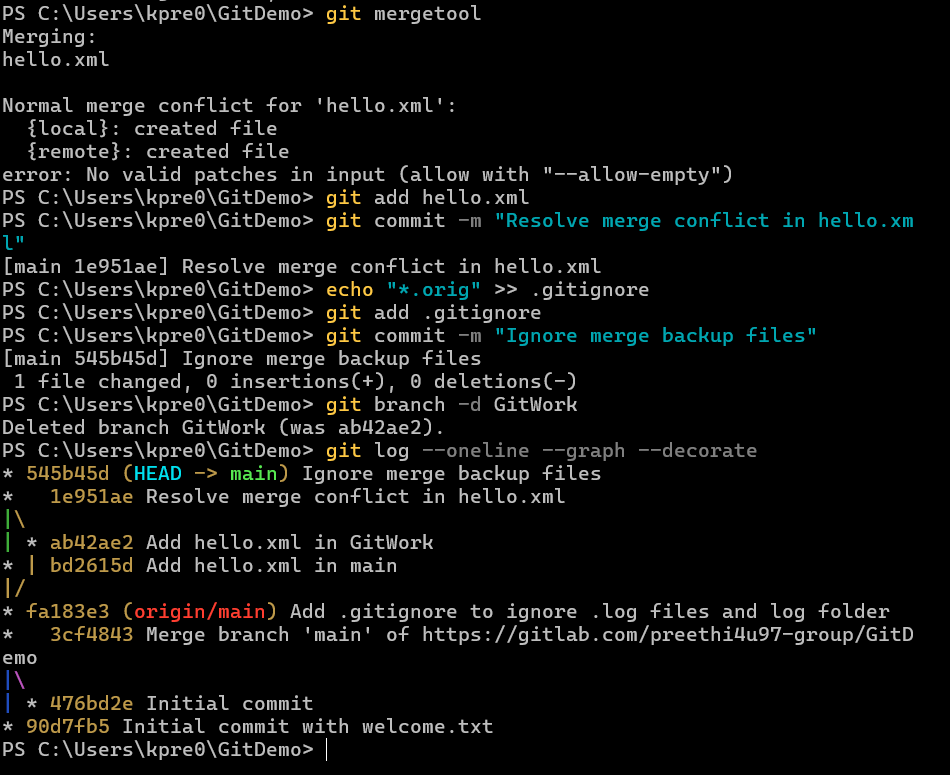 PS C:\Users\kpre0\GitDemo> git mergetool
Merging:
hello.xml

Normal merge conflict for 'hello.xml':
  {local}: created file
  {remote}: created file
error: No valid patches in input (allow with "--allow-empty")
PS C:\Users\kpre0\GitDemo> git add hello.xml
PS C:\Users\kpre0\GitDemo> git commit -m "Resolve merge conflict in hello.xm
l"
[main 1e951ae] Resolve merge conflict in hello.xml
PS C:\Users\kpre0\GitDemo> echo "*.orig" >> .gitignore
PS C:\Users\kpre0\GitDemo> git add .gitignore
PS C:\Users\kpre0\GitDemo> git commit -m "Ignore merge backup files"
[main 545b45d] Ignore merge backup files
 1 file changed, 0 insertions(+), 0 deletions(-)
PS C:\Users\kpre0\GitDemo> git branch -d GitWork
Deleted branch GitWork (was ab42ae2).
PS C:\Users\kpre0\GitDemo> git log --oneline --graph --decorate
* 545b45d (HEAD -> main) Ignore merge backup files
*   1e951ae Resolve merge conflict in hello.xml
|\
| * ab42ae2 Add hello.xml in GitWork
* | bd2615d Add hello.xml in main
|/
* fa183e3 (origin/main) Add .gitignore to ignore .log files and log folder
*   3cf4843 Merge branch 'main' of https://gitlab.com/preethi4u97-group/GitD
emo
|\
| * 476bd2e Initial commit
* 90d7fb5 Initial commit with welcome.txt
PS C:\Users\kpre0\GitDemo>